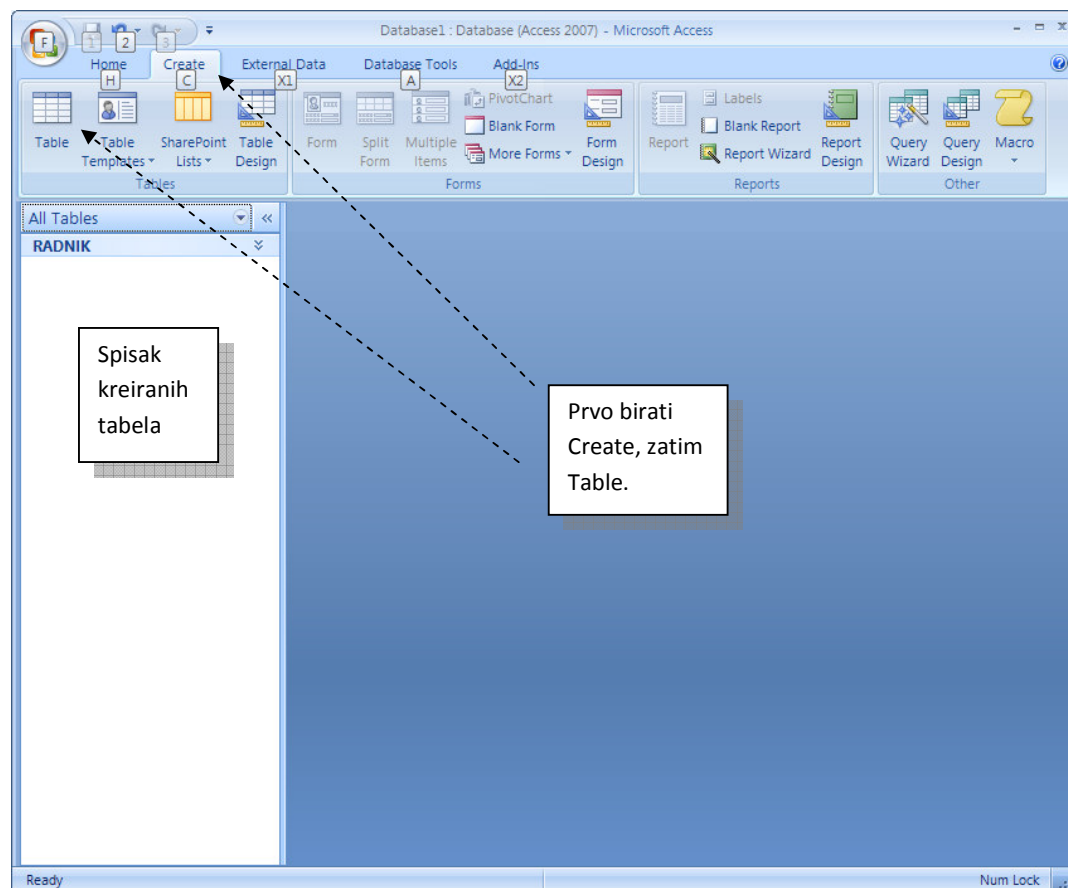 Database1 : Database (Access 2007) - Microsoft Access
F 1 2 3
Home Create External Data Database Tools Add-Ins
H C X1 A X2
Table
Table Templates
SharePoint Lists
Table Design
Tables
Form
Split Form
Multiple Items
PivotChart
Blank Form
More Forms
Form Design
Forms
Report
Labels
Blank Report
Report Wizard
Report Design
Reports
Query Wizard
Query Design
Macro
Other
All Tables
RADNIK
Spisak
kreiranih
tabela
Prvo birati
Create, zatim
Table.
Ready
Num Lock